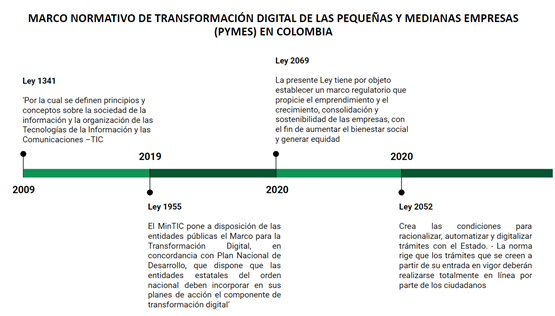 MARCO NORMATIVO DE TRANSFORMACIÓN DIGITAL DE LAS PEQUEÑAS Y MEDIANAS EMPRESAS
(PYMES) EN COLOMBIA
Ley 1341
'Por la cual se definen principios y
conceptos sobre la sociedad de la
información y la organización de las
Tecnologías de la Información y las
Comunicaciones –TIC
2009
2019
Ley 1955
El MinTIC pone a disposición de las
entidades públicas el Marco para la
Transformación Digital, en
concordancia con Plan Nacional de
Desarrollo, que dispone que las
entidades estatales del orden
nacional deben incorporar en sus
planes de acción el componente de
transformación digital'
Ley 2069
La presente Ley tiene por objeto
establecer un marco regulatorio que
propicie el emprendimiento y el
crecimiento, consolidación y
sostenibilidad de las empresas, con
el fin de aumentar el bienestar social
y generar equidad
2020
2020
Ley 2052
Crea las condiciones para
racionalizar, automatizar y digitalizar
trámites con el Estado. - La norma
rige que los trámites que se creen a
partir de su entrada en vigor deberán
realizarse totalmente en línea por
parte de los ciudadanos